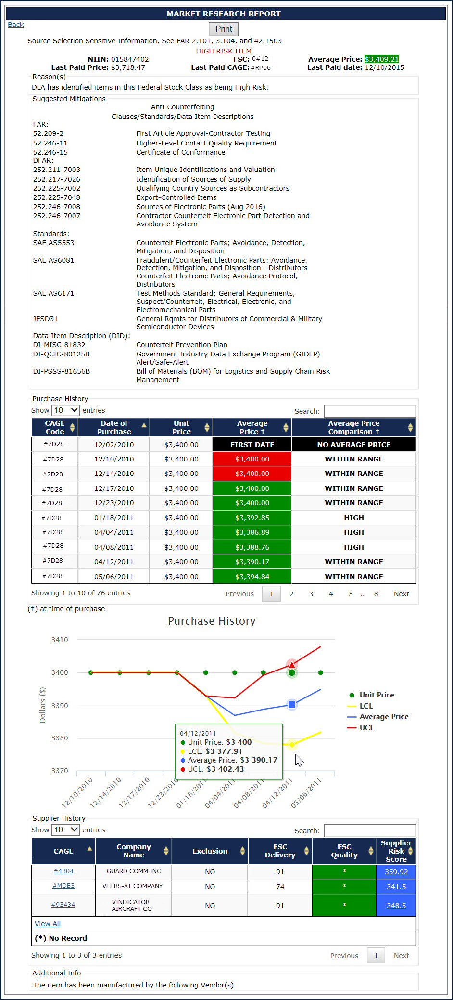 MARKET RESEARCH REPORT
Back
Print
Source Selection Sensitive Information, See FAR 2.101, 3.104, and 42.1503
HIGH RISK ITEM
NIIN: 015847402 FSC: 0#12 Average Price: $3,409.21
Last Paid Price: $3,718.47 Last Paid CAGE: #RP06 Last Paid date: 12/10/2015
Reason(s)
DLA has identified items in this Federal Stock Class as being High Risk.
Suggested Mitigations
Anti-Counterfeiting
Clauses/Standards/Data Item Descriptions
FAR:
52.209-2 First Article Approval-Contractor Testing
52.246-11 Higher-Level Contact Quality Requirement
52.246-15 Certificate of Conformance
DFAR:
252.211-7003 Item Unique Identifications and Valuation
252.217-7026 Identification of Sources of Supply
252.225-7002 Qualifying Country Sources as Subcontractors
252.225-7048 Export-Controlled Items
252.246-7008 Sources of Electronic Parts (Aug 2016)
252.246-7007 Contractor Counterfeit Electronic Part Detection and
Avoidance System
Standards:
SAE AS5553 Counterfeit Electronic Parts; Avoidance, Detection,
Mitigation, and Disposition
SAE AS6081 Fraudulent/Counterfeit Electronic Parts: Avoidance,
Detection, Mitigation, and Disposition - Distributors
Counterfeit Electronic Parts; Avoidance Protocol,
Distributors
SAE AS6171 Test Methods Standard; General Requirements,
Suspect/Counterfeit, Electrical, Electronic, and
Electromechanical Parts
JESD31 General Rqmts for Distributors of Commercial & Military
Semiconductor Devices
Data Item Description (DID):
DI-MISC-81832 Counterfeit Prevention Plan
DI-QCIC-80125B Government Industry Data Exchange Program (GIDEP)
Alert/Safe-Alert
DI-PSSS-81656B Bill of Materials (BOM) for Logistics and Supply Chain Risk
Management
Purchase History
Show 10 entries Search:
CAGE Code Date of Purchase Unit Price Average Price † Average Price Comparison †
#7D28 12/02/2010 $3,400.00 FIRST DATE NO AVERAGE PRICE
#7D28 12/10/2010 $3,400.00 $3,400.00 WITHIN RANGE
#7D28 12/14/2010 $3,400.00 $3,400.00 WITHIN RANGE
#7D28 12/17/2010 $3,400.00 $3,400.00 WITHIN RANGE
#7D28 12/23/2010 $3,400.00 $3,400.00 WITHIN RANGE
#7D28 01/18/2011 $3,400.00 $3,392.85 HIGH
#7D28 04/04/2011 $3,400.00 $3,386.89 HIGH
#7D28 04/08/2011 $3,400.00 $3,388.76 HIGH
#7D28 04/12/2011 $3,400.00 $3,390.17 WITHIN RANGE
#7D28 05/06/2011 $3,400.00 $3,394.84 WITHIN RANGE
Showing 1 to 10 of 76 entries Previous 1 2 3 4 5 ... 8 Next
(†) at time of purchase
Purchase History
Dollars ($)
3410
3400
3390
3380
3370
04/12/2011
Unit Price: $3 400
LCL: $3 377.91
Average Price: $3 390.17
UCL: $3 402.43
12/10/2010 12/14/2010 12/17/2010 12/23/2010 01/18/2011 04/04/2011 04/08/2011 04/12/2011 05/06/2011
Unit Price
LCL
Average Price
UCL
Supplier History
Show 10 entries Search:
CAGE Company Name Exclusion FSC Delivery FSC Quality Supplier Risk Score
#4304 GUARD COMM INC NO 91 * 359.92
#MQB3 VEERS-AT COMPANY NO 74 * 341.5
#93434 VINDICATOR AIRCRAFT CO NO 91 * 348.5
View All
(*) No Record
Showing 1 to 3 of 3 entries Previous 1 Next
Additional Info
The item has been manufactured by the following Vendor(s)